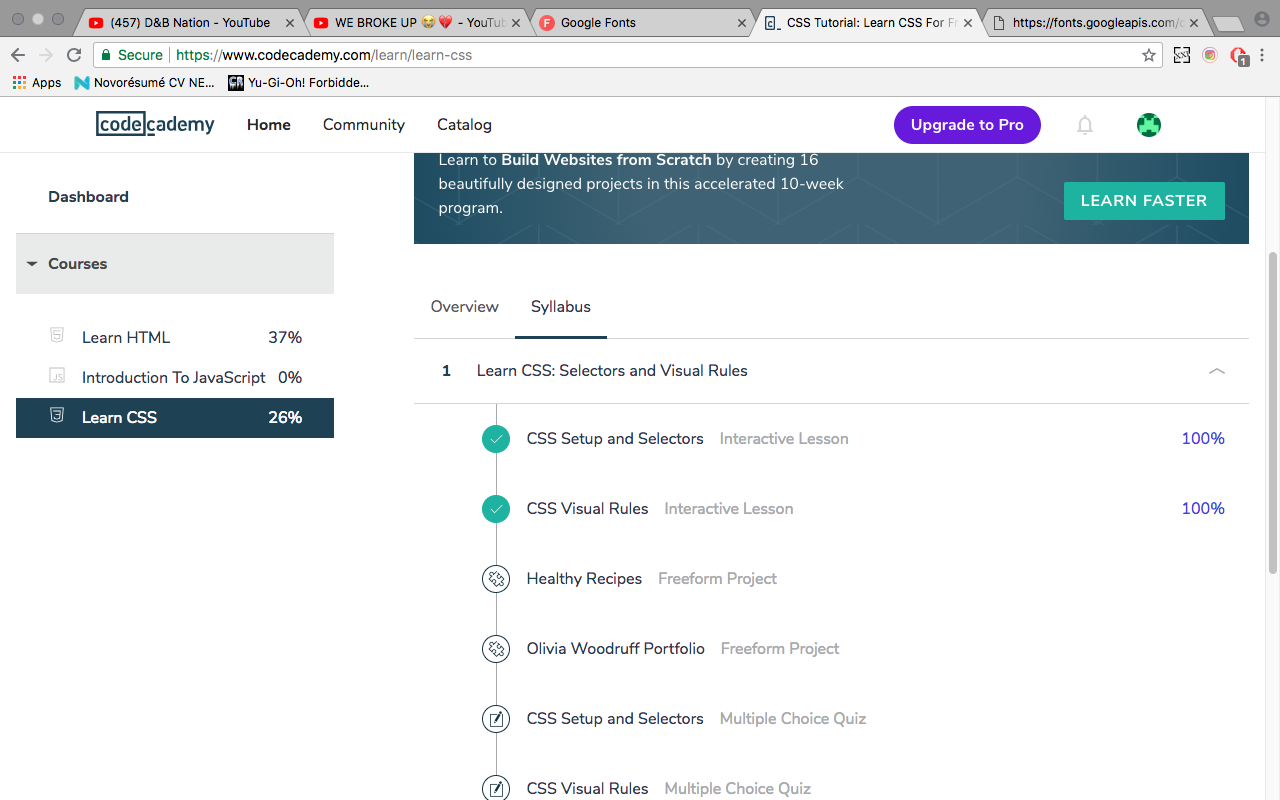 (457) D&B Nation - YouTube
WE BROKE UP 😭💔 - YouTu
Google Fonts
CSS Tutorial: Learn CSS For Fr
https://fonts.googleapis.com/c
Secure https://www.codecademy.com/learn/learn-css
1
Apps Novorésumé CV NE... Yu-Gi-Oh! Forbidde...
codecademy Home Community Catalog Upgrade to Pro
Dashboard
Courses
Learn HTML 37%
JS Introduction To JavaScript 0%
Learn CSS 26%
Learn to Build Websites from Scratch by creating 16
beautifully designed projects in this accelerated 10-week
program.
LEARN FASTER
Overview Syllabus
1 Learn CSS: Selectors and Visual Rules
CSS Setup and Selectors Interactive Lesson 100%
CSS Visual Rules Interactive Lesson 100%
Healthy Recipes Freeform Project
Olivia Woodruff Portfolio Freeform Project
CSS Setup and Selectors Multiple Choice Quiz
CSS Visual Rules Multiple Choice Quiz